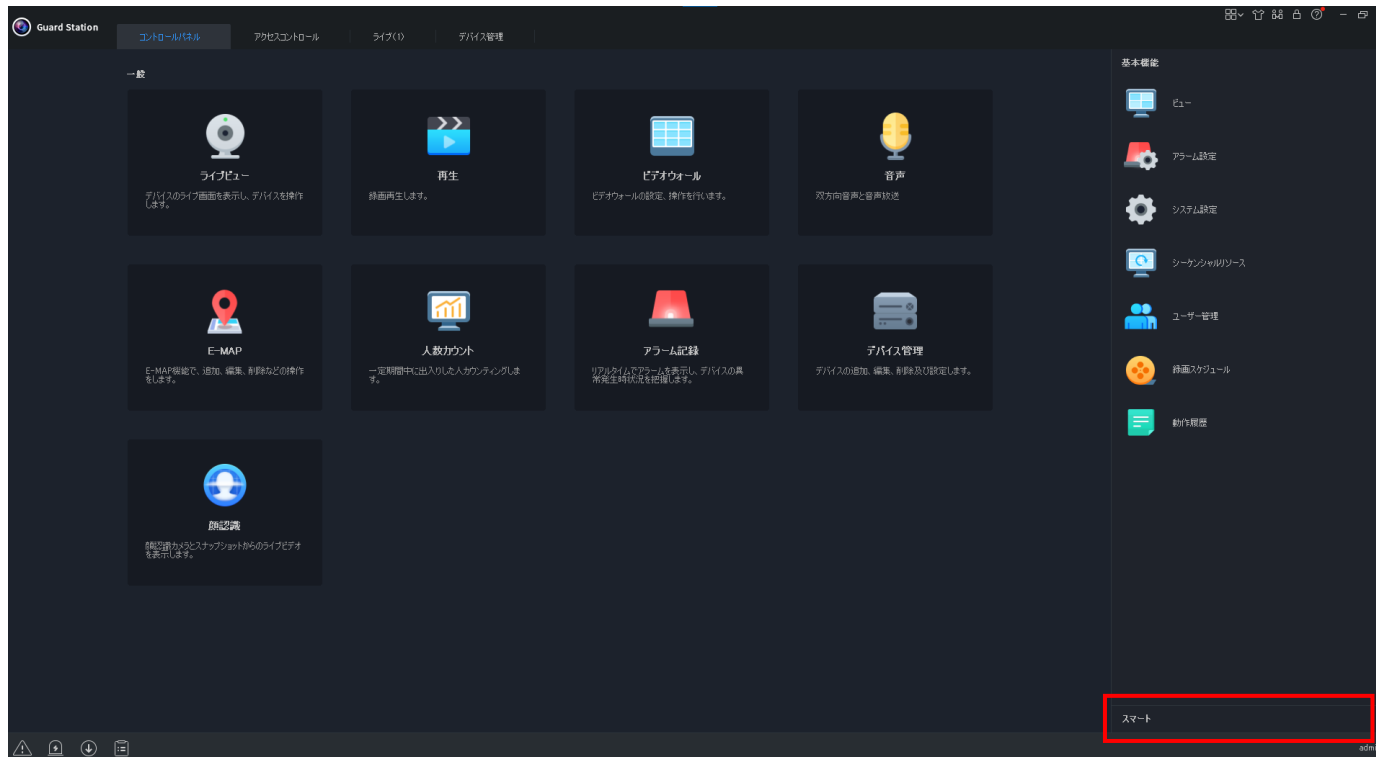 Guard Station
コントロールパネル
アクセスコントロール
ライブ(1)
デバイス管理
一般
ライブビュー
デバイスのライブ画面を表示し、デバイスを操作
します。
再生
録画再生します。
ビデオウォール
ビデオウォールの設定、操作を行います。
音声
双方向音声と音声放送
E-MAP
E-MAP機能で、追加、編集、削除などの操作
をします。
人数カウント
一定期間中に出入りした人カウンティングしま
す。
アラーム記録
リアルタイムでアラームを表示し、デバイスの異
常発生時状況を把握します。
デバイス管理
デバイスの追加、編集、削除及び設定します。
顔認識
顔認識カメラとスナップショットからのライブビデオ
を表示します。
基本機能
ビュー
アラーム設定
システム設定
シーケンシャルリソース
ユーザー管理
録画スケジュール
動作履歴
スマート
admi